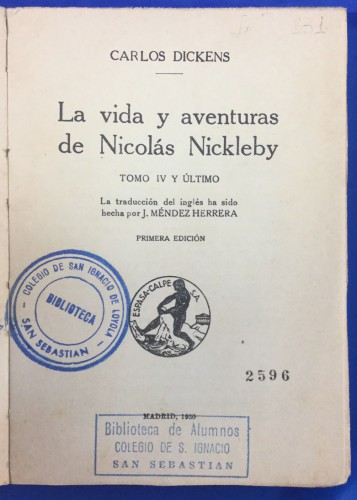 CARLOS DICKENS
La vida y aventuras
de Nicolás Nickleby
TOMO IV Y ÚLTIMO
La traducción del inglés ha sido
hecha por J. MÉNDEZ HERRERA
PRIMERA EDICIÓN
COLEGIO DE SAN IGNACIO DE LOYOLA
BIBLIOTECA
SAN SEBASTIAN
ESPASA-CALPE S.A.
2596
MADRID, 1930
Biblioteca de Alumnos
COLEGIO DE S. IGNACIO
SAN SEBASTIAN